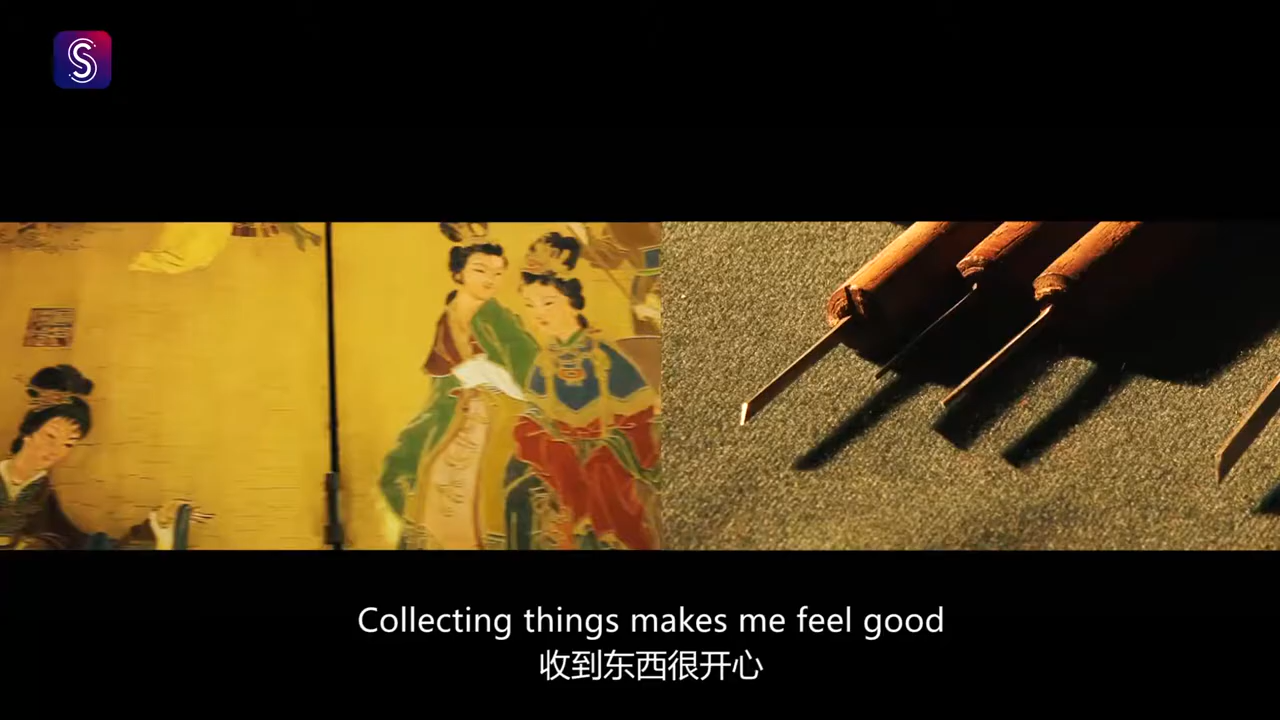 S
Collecting things makes me feel good
收到东西很开心